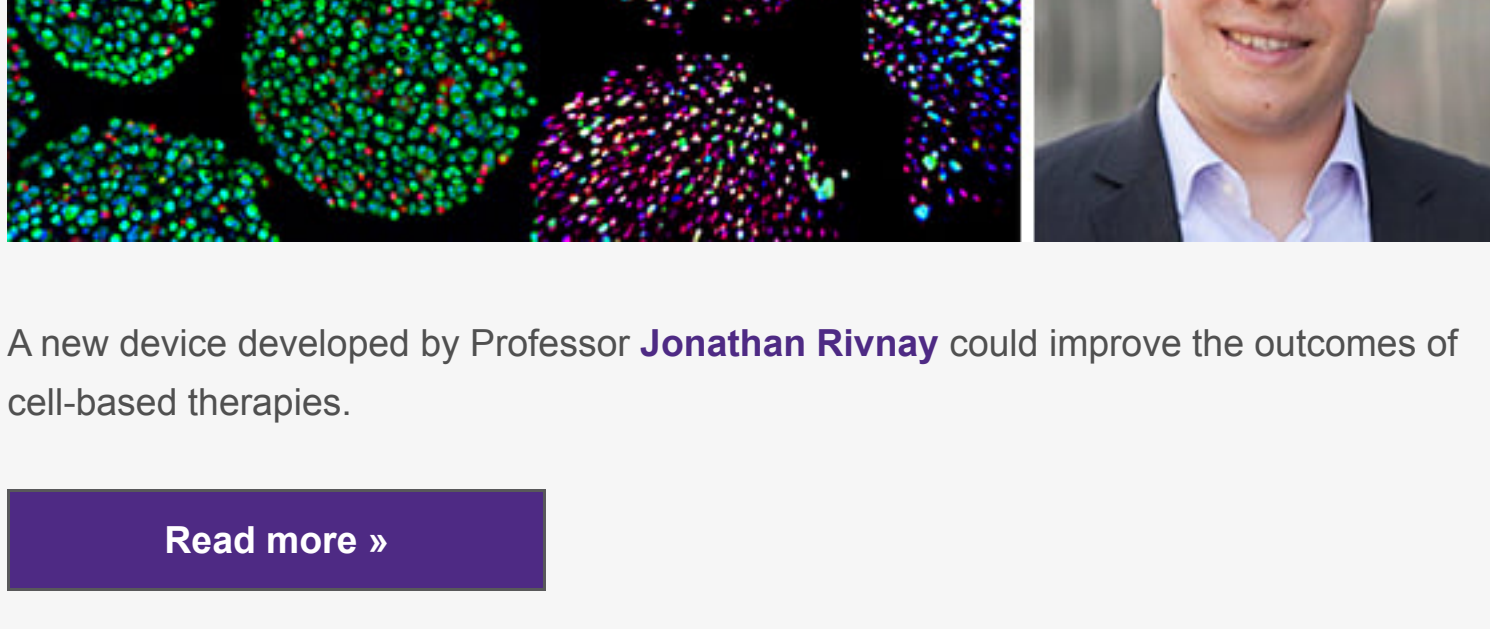 A new device developed by Professor Jonathan Rivnay could improve the outcomes of
cell-based therapies.
Read more »